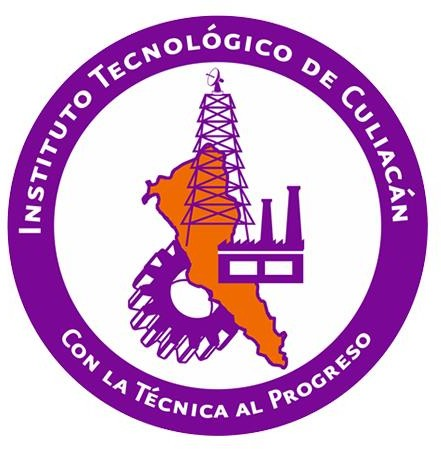 INSTITUTO TECNOLÓGICO DE CULIACÁN
CON LA TÉCNICA AL PROGRESO